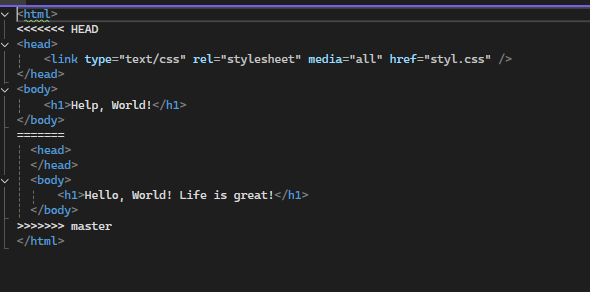 <html>
<<<<<<< HEAD
<head>
    <link type="text/css" rel="stylesheet" media="all" href="styl.css" />
</head>
<body>
    <h1>Help, World!</h1>
</body>
=======
  <head>
  </head>
  <body>
      <h1>Hello, World! Life is great!</h1>
  </body>
>>>>>>> master
</html>